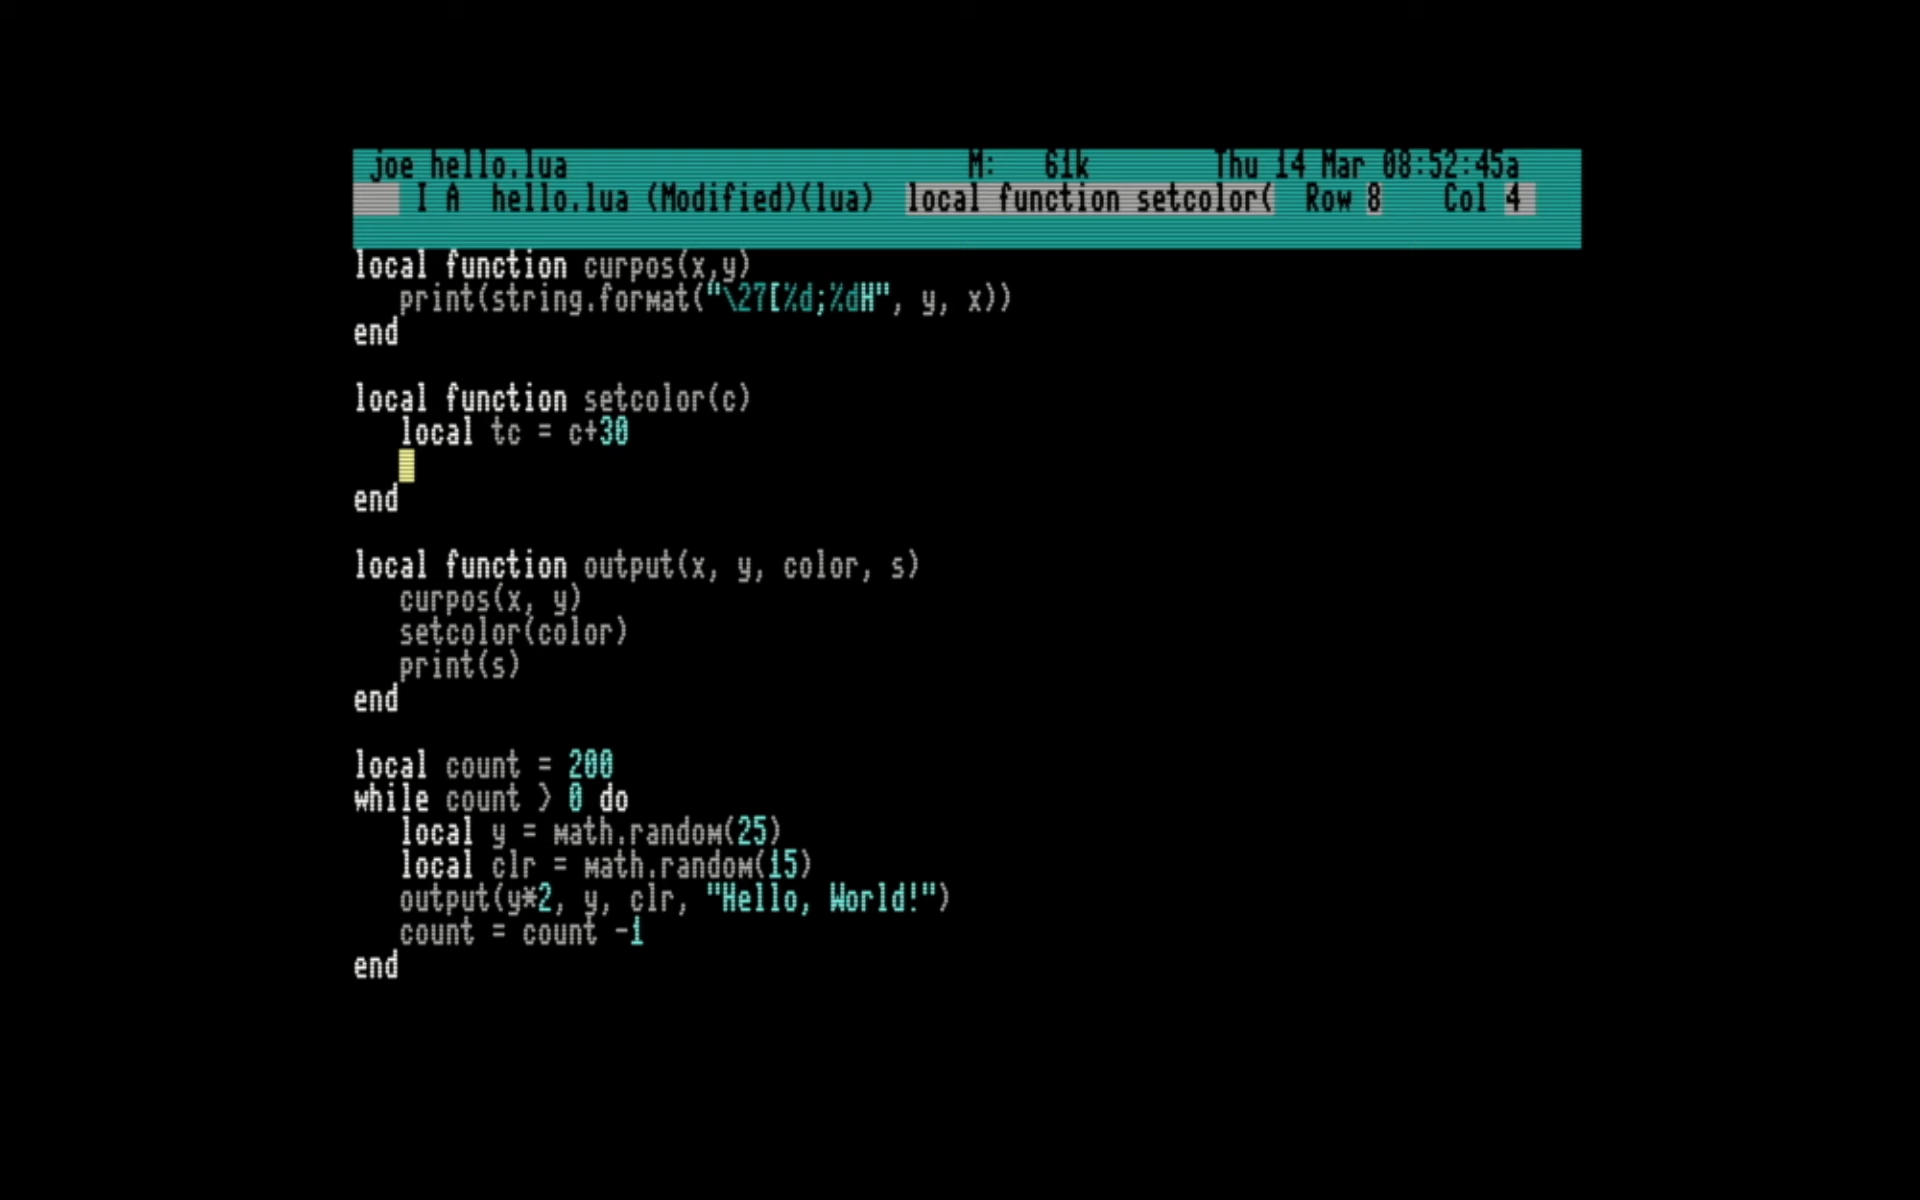 joe hello.lua M: 61k Thu 14 Mar 08:52:45a
I A hello.lua (Modified)(lua) local function setcolor( Row 8 Col 4
local function curpos(x,y)
   print(string.format("\27[%d;%dH", y, x))
end
local function setcolor(c)
   local tc = c+30
end
local function output(x, y, color, s)
   curpos(x, y)
   setcolor(color)
   print(s)
end
local count = 200
while count > 0 do
   local y = math.random(25)
   local clr = math.random(15)
   output(y*2, y, clr, "Hello, World!")
   count = count -1
end